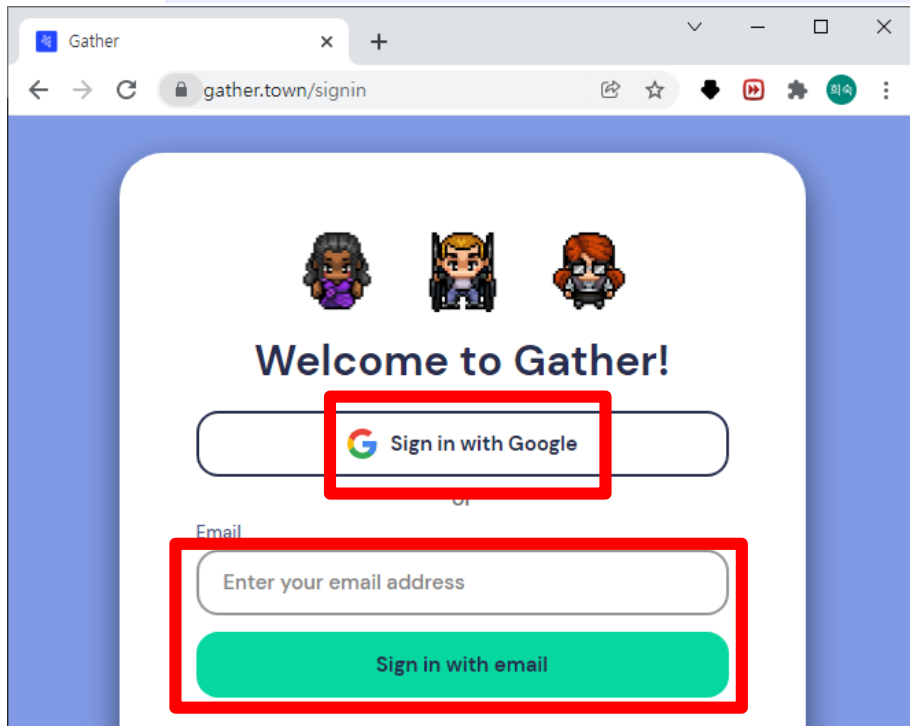 Gather
gather.town/signin
희숙
Welcome to Gather!
Sign in with Google
or
Email
Enter your email address
Sign in with email